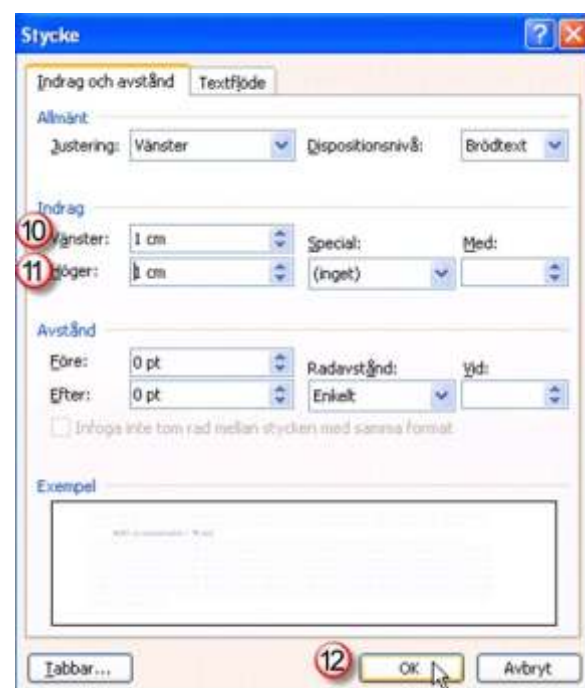 Stycke
Indrag och avstånd Textflöde
Allmänt
Justering: Vänster Dispositionsnivå: Brödtext
Indrag
10 Vänster: 1 cm Special: Med:
11 Höger: 1 cm (inget)
Avstånd
Före: 0 pt Radavstånd: Vid:
Efter: 0 pt Enkelt
Infoga inte tom rad mellan stycken med samma format
Exempel
12
Tabbar... OK Avbryt